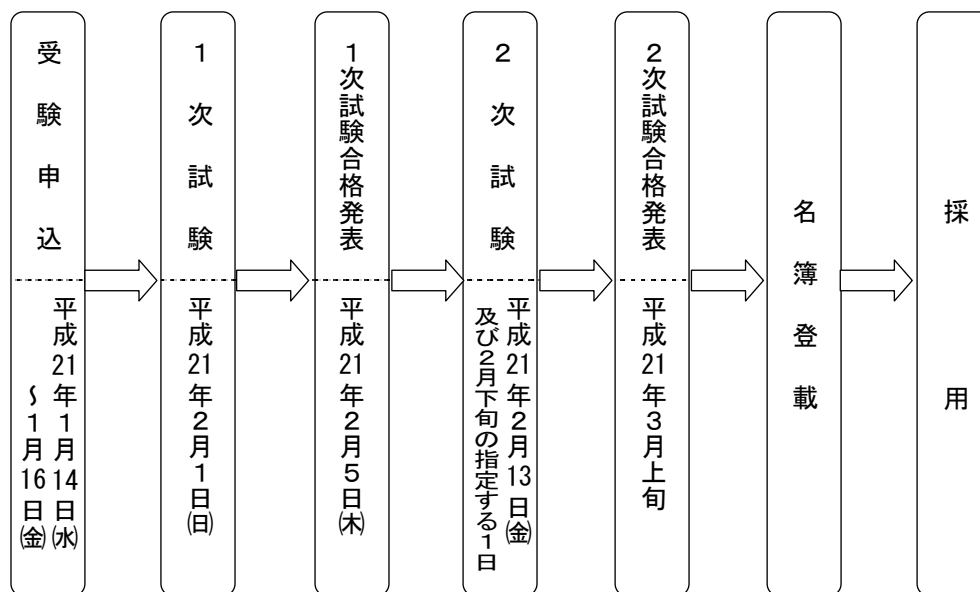 受験申込
平成21年1月14日㈬
～1月16日㈮
1次試験
平成21年2月1日㈰
1次試験合格発表
平成21年2月5日㈭
2次試験
平成21年2月13日㈮
及び2月下旬の指定する1日
2次試験合格発表
平成21年3月上旬
名簿登載
採用